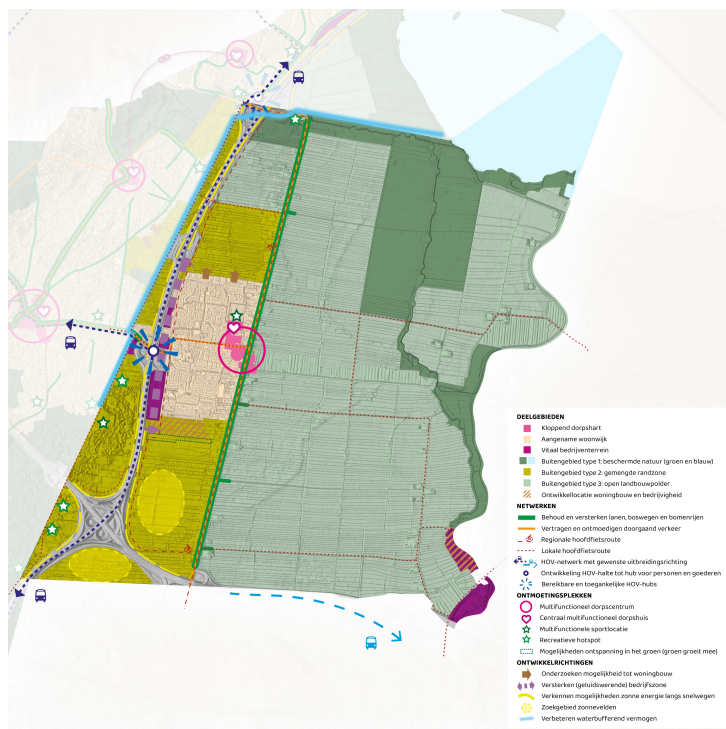 DEELGEBIEDEN
Kloppend dorpshart
Aangename woonwijk
Vitaal bedrijventerrein
Buitengebied type 1: beschermde natuur (groen en blauw)
Buitengebied type 2: gemengde randzone
Buitengebied type 3: open landbouwpolder
Ontwikkellocatie woningbouw en bedrijvigheid
NETWERKEN
Behoud en versterken lanen, boswegen en bomenrijen
Vertragen en ontmoedigen doorgaand verkeer
Regionale hoofdfietsroute
Lokale hoofdfietsroute
HOV-netwerk met gewenste uitbreidingsrichting
Ontwikkeling HOV-halte tot hub voor personen en goederen
Bereikbare en toegankelijke HOV-hubs
ONTMOETINGSPLEKKEN
Multifunctioneel dorpscentrum
Centraal multifunctioneel dorpshuis
Multifunctionele sportlocatie
Recreatieve hotspot
Mogelijkheden ontspanning in het groen (groen groeit mee)
ONTWIKKELRICHTINGEN
Onderzoeken mogelijkheid tot woningbouw
Versterken (geluidswerende) bedrijfszone
Verkennen mogelijkheden zonne energie langs snelwegen
Zoekgebied zonnevelden
Verbeteren waterbufferend vermogen